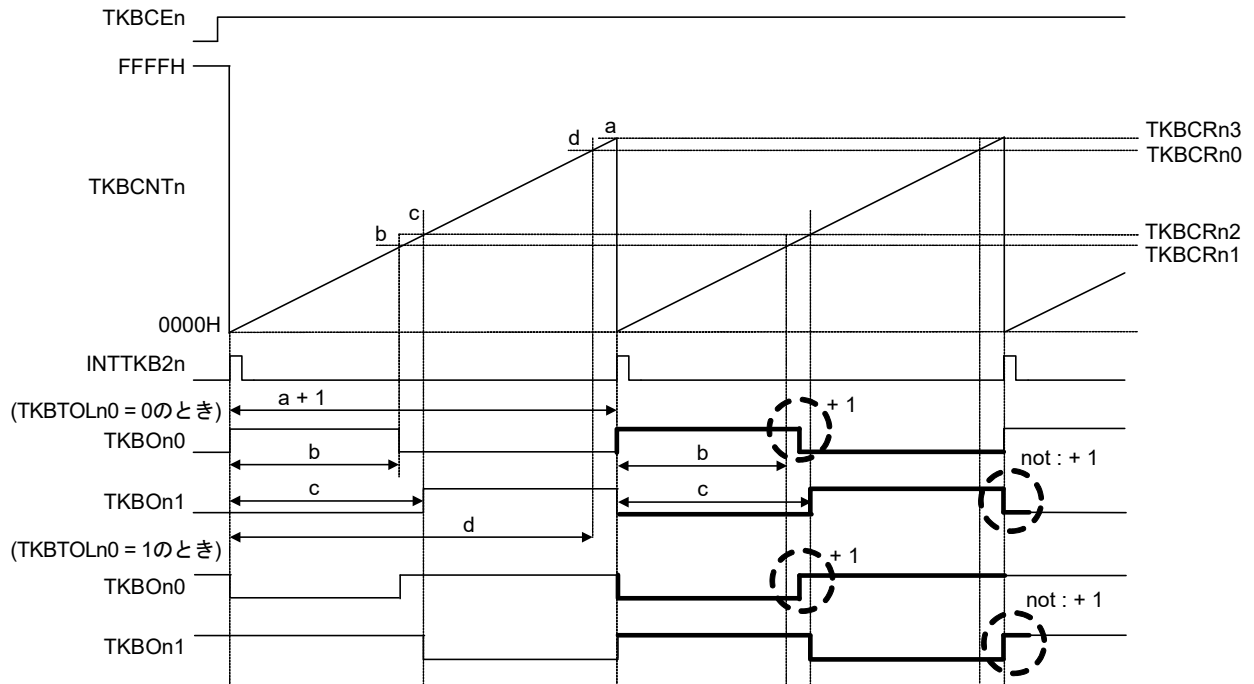 TKBCEn
FFFFH
a
TKBCRn3
d
TKBCRn0
TKBCNTn
c
TKBCRn2
b
TKBCRn1
0000H
INTTKB2n
(TKBTOLn0 = 0のとき)
a + 1
+ 1
TKBOn0
b
b
not : + 1
c
c
TKBOn1
d
(TKBTOLn0 = 1のとき)
+ 1
TKBOn0
not : + 1
TKBOn1